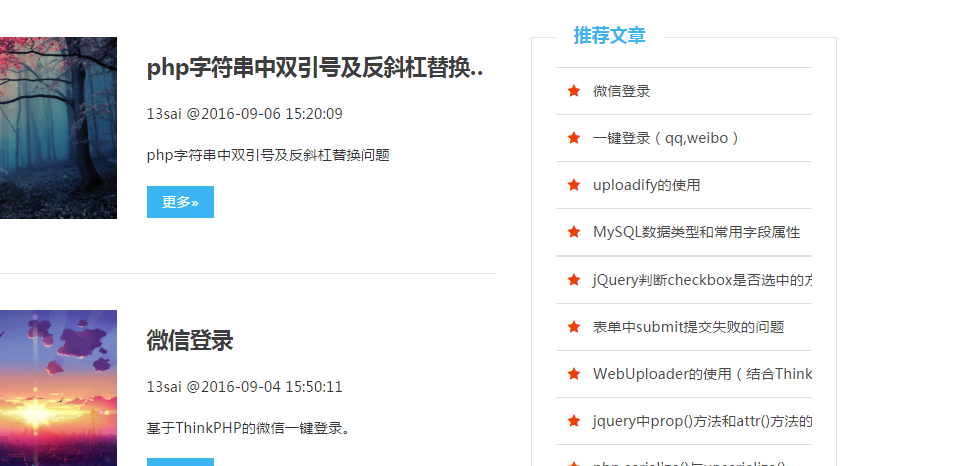 php字符串中双引号及反斜杠替换..
13sai @2016-09-06 15:20:09
php字符串中双引号及反斜杠替换问题
更多»
微信登录
13sai @2016-09-04 15:50:11
基于ThinkPHP的微信一键登录。
推荐文章
微信登录
一键登录（qq,weibo）
uploadify的使用
MySQL数据类型和常用字段属性
jQuery判断checkbox是否选中的方
表单中submit提交失败的问题
WebUploader的使用（结合Think
jquery中prop()方法和attr()方法的